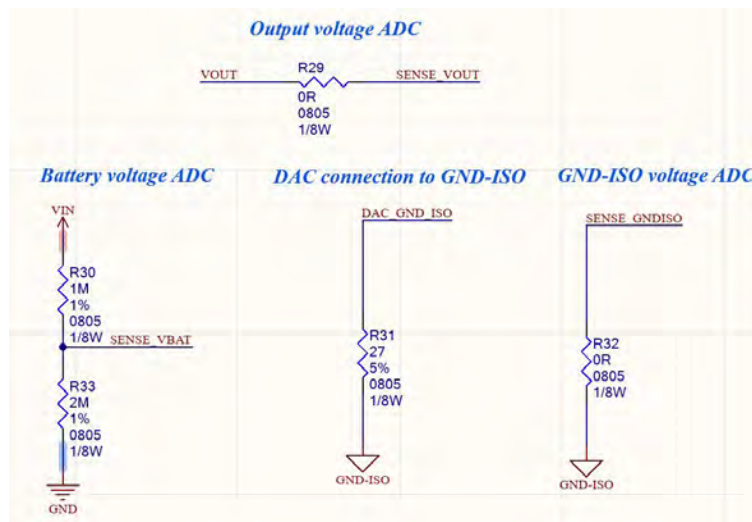 Output voltage ADC
VOUT
R29
SENSE_VOUT
0R
0805
1/8W
Battery voltage ADC
DAC connection to GND-ISO
GND-ISO voltage ADC
VIN
R30
1M
1%
0805
1/8W
SENSE_VBAT
R33
2M
1%
0805
1/8W
GND
DAC_GND_ISO
R31
27
5%
0805
1/8W
GND-ISO
SENSE_GNDISO
R32
0R
0805
1/8W
GND-ISO